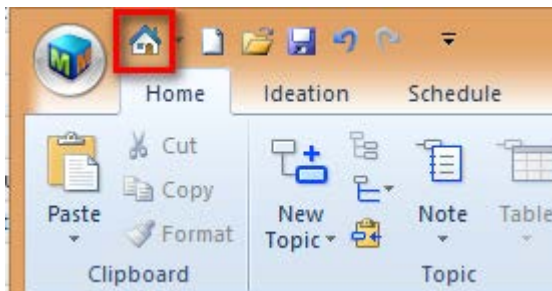 Home Ideation Schedule
Cut
Copy
Paste
Format
New
Topic
Note
Table
Clipboard
Topic